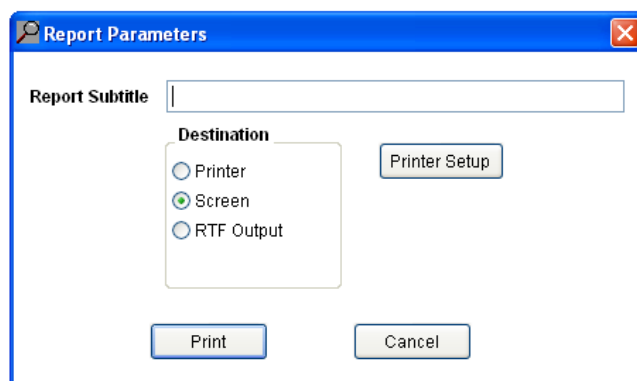 Report Parameters
Report Subtitle
Destination
Printer
Printer Setup
Screen
RTF Output
Print
Cancel